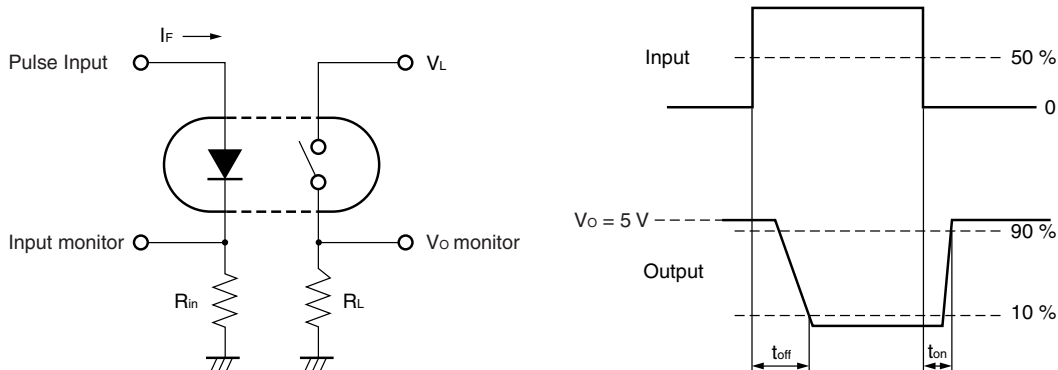 IF
Pulse Input
VL
Input monitor
VO monitor
Rin
RL
Input
50 %
0
VO = 5 V
90 %
Output
10 %
toff
ton